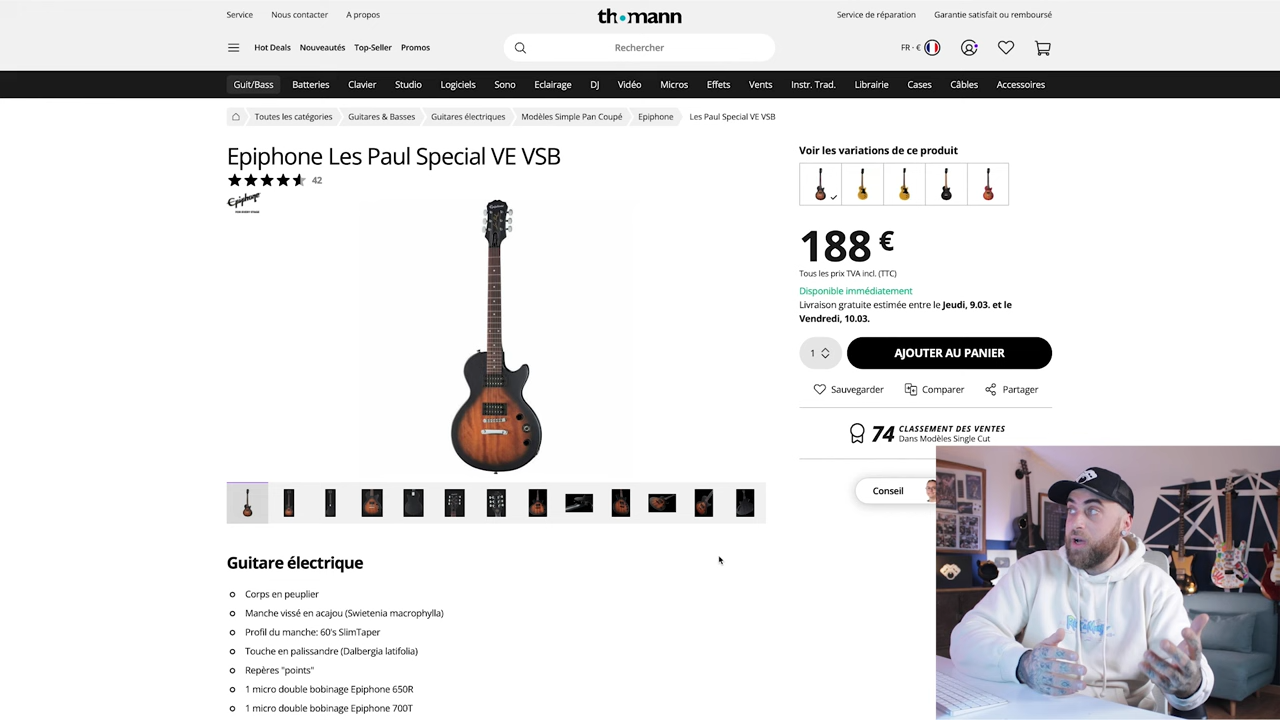 Service Nous contacter A propos
th•mann
Service de réparation Garantie satisfait ou remboursé
Hot Deals Nouveautés Top-Seller Promos
Rechercher
FR · €
Guit/Bass Batteries Clavier Studio Logiciels Sono Eclairage DJ Vidéo Micros Effets Vents Instr. Trad. Librairie Cases Câbles Accessoires
Toutes les catégories Guitares & Basses Guitares électriques Modèles Simple Pan Coupé Epiphone Les Paul Special VE VSB
Epiphone Les Paul Special VE VSB
42
Epiphone
Voir les variations de ce produit
188 €
Tous les prix TVA incl. (TTC)
Disponible immédiatement
Livraison gratuite estimée entre le Jeudi, 9.03. et le
Vendredi, 10.03.
1
AJOUTER AU PANIER
Sauvegarder Comparer Partager
74 CLASSEMENT DES VENTES
Dans Modèles Single Cut
Conseil
Guitare électrique
Corps en peuplier
Manche vissé en acajou (Swietenia macrophylla)
Profil du manche: 60's SlimTaper
Touche en palissandre (Dalbergia latifolia)
Repères "points"
1 micro double bobinage Epiphone 650R
1 micro double bobinage Epiphone 700T